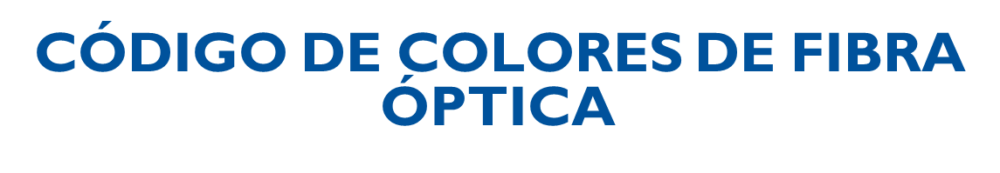 CÓDIGO DE COLORES DE FIBRA
ÓPTICA